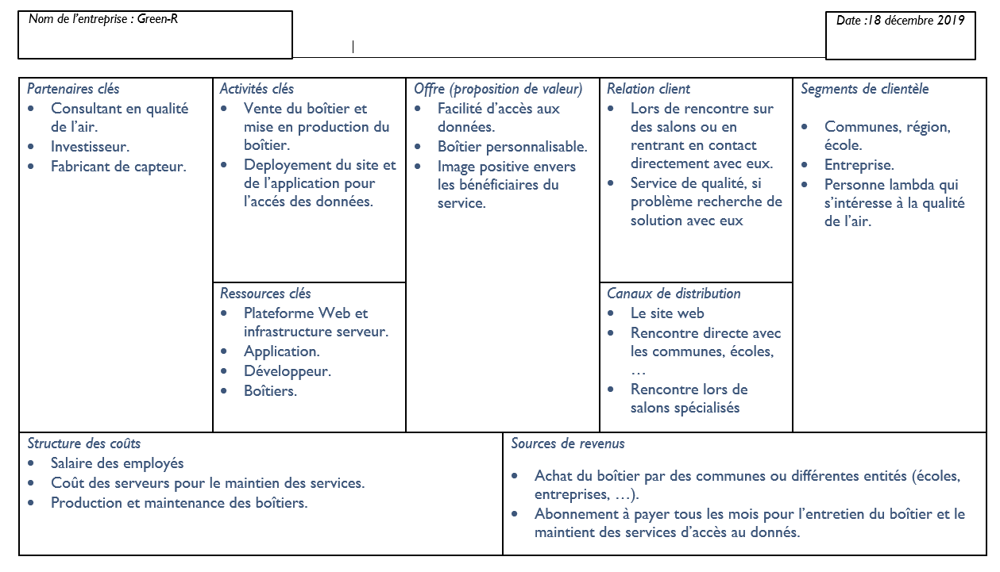 Nom de l'entreprise : Green-R
Date :18 décembre 2019
Partenaires clés
• Consultant en qualité
de l'air.
• Investisseur.
• Fabricant de capteur.
Activités clés
• Vente du boîtier et
mise en production du
boîtier.
• Deployement du site et
de l'application pour
l'accés des données.
Ressources clés
• Plateforme Web et
infrastructure serveur.
• Application.
• Développeur.
• Boîtiers.
Offre (proposition de valeur)
• Facilité d'accès aux
données.
• Boîtier personnalisable.
• Image positive envers
les bénéficiaires du
service.
Relation client
• Lors de rencontre sur
des salons ou en
rentrant en contact
directement avec eux.
• Service de qualité, si
problème recherche de
solution avec eux
Canaux de distribution
• Le site web
• Rencontre directe avec
les communes, écoles,
…
• Rencontre lors de
salons spécialisés
Segments de clientèle
• Communes, région,
école.
• Entreprise.
• Personne lambda qui
s'intéresse à la qualité
de l'air.
Structure des coûts
• Salaire des employés
• Coût des serveurs pour le maintien des services.
• Production et maintenance des boîtiers.
Sources de revenus
• Achat du boîtier par des communes ou différentes entités (écoles,
entreprises, …).
• Abonnement à payer tous les mois pour l'entretien du boîtier et le
maintient des services d'accès au donnés.